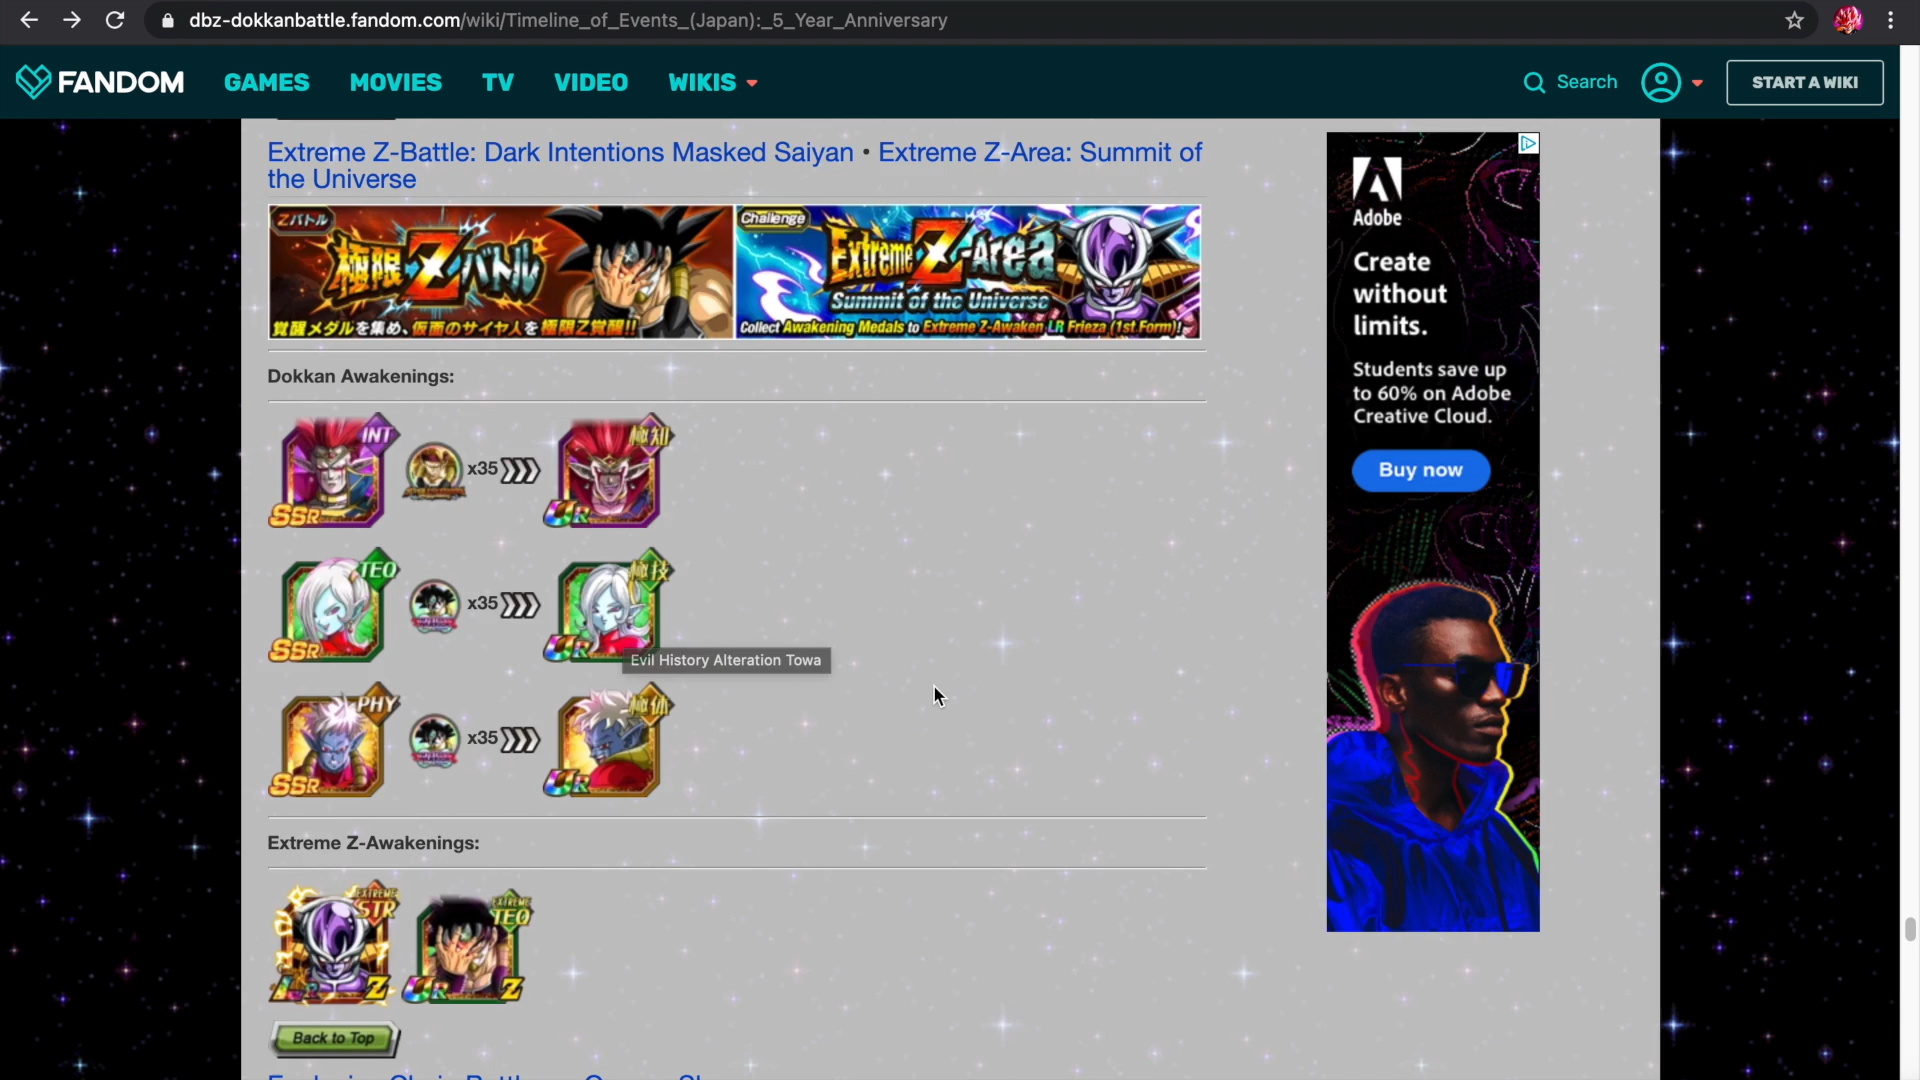 dbz-dokkanbattle.fandom.com/wiki/Timeline_of_Events_(Japan):_5_Year_Anniversary
FANDOM
GAMES
MOVIES
TV
VIDEO
WIKIS
Search
START A WIKI
Extreme Z-Battle: Dark Intentions Masked Saiyan • Extreme Z-Area: Summit of
the Universe
Zバトル
極限Zバトル
覚醒メダルを集め、仮面のサイヤ人を極限Z覚醒!!
Challenge
Extreme Z-Area
Summit of the Universe
Collect Awakening Medals to Extreme Z-Awaken LR Frieza (1st Form)!
Dokkan Awakenings:
INT
SSR
x35
極知
UR
TEQ
SSR
x35
極技
UR
Evil History Alteration Towa
PHY
SSR
x35
極体
UR
Extreme Z-Awakenings:
EXTREME
STR
LR
Z
EXTREME
TEQ
UR
Z
Back to Top
Adobe
Create
without
limits.
Students save up
to 60% on Adobe
Creative Cloud.
Buy now